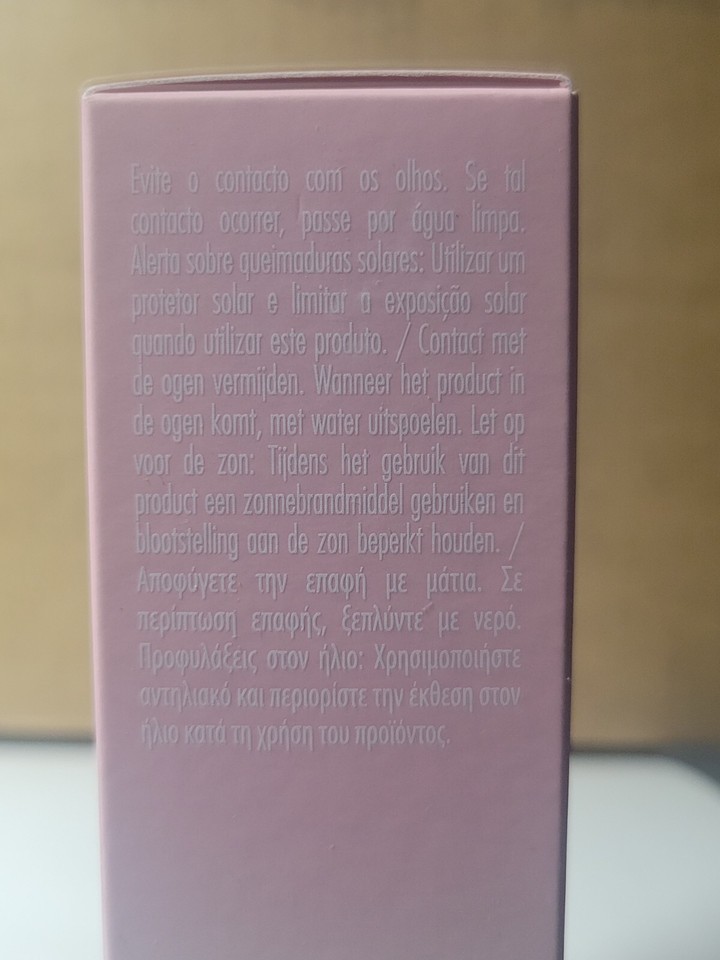 Evite o contacto com os olhos. Se tal
contacto ocorrer, passe por água limpa.
Alerta sobre queimaduras solares: Utilizar um
protetor solar e limitar a exposição solar
quando utilizar este produto. / Contact met
de ogen vermijden. Wanneer het product in
de ogen komt, met water uitspoelen. Let op
voor de zon: Tijdens het gebruik van dit
product een zonnebrandmiddel gebruiken en
blootstelling aan de zon beperkt houden. /
Αποφύγετε την επαφή με μάτια. Σε
περίπτωση επαφής, ξεπλύντε με νερό.
Προφυλάξεις στον ήλιο: Χρησιμοποιήστε
αντηλιακό και περιορίστε την έκθεση στον
ήλιο κατά τη χρήση του προϊόντος.